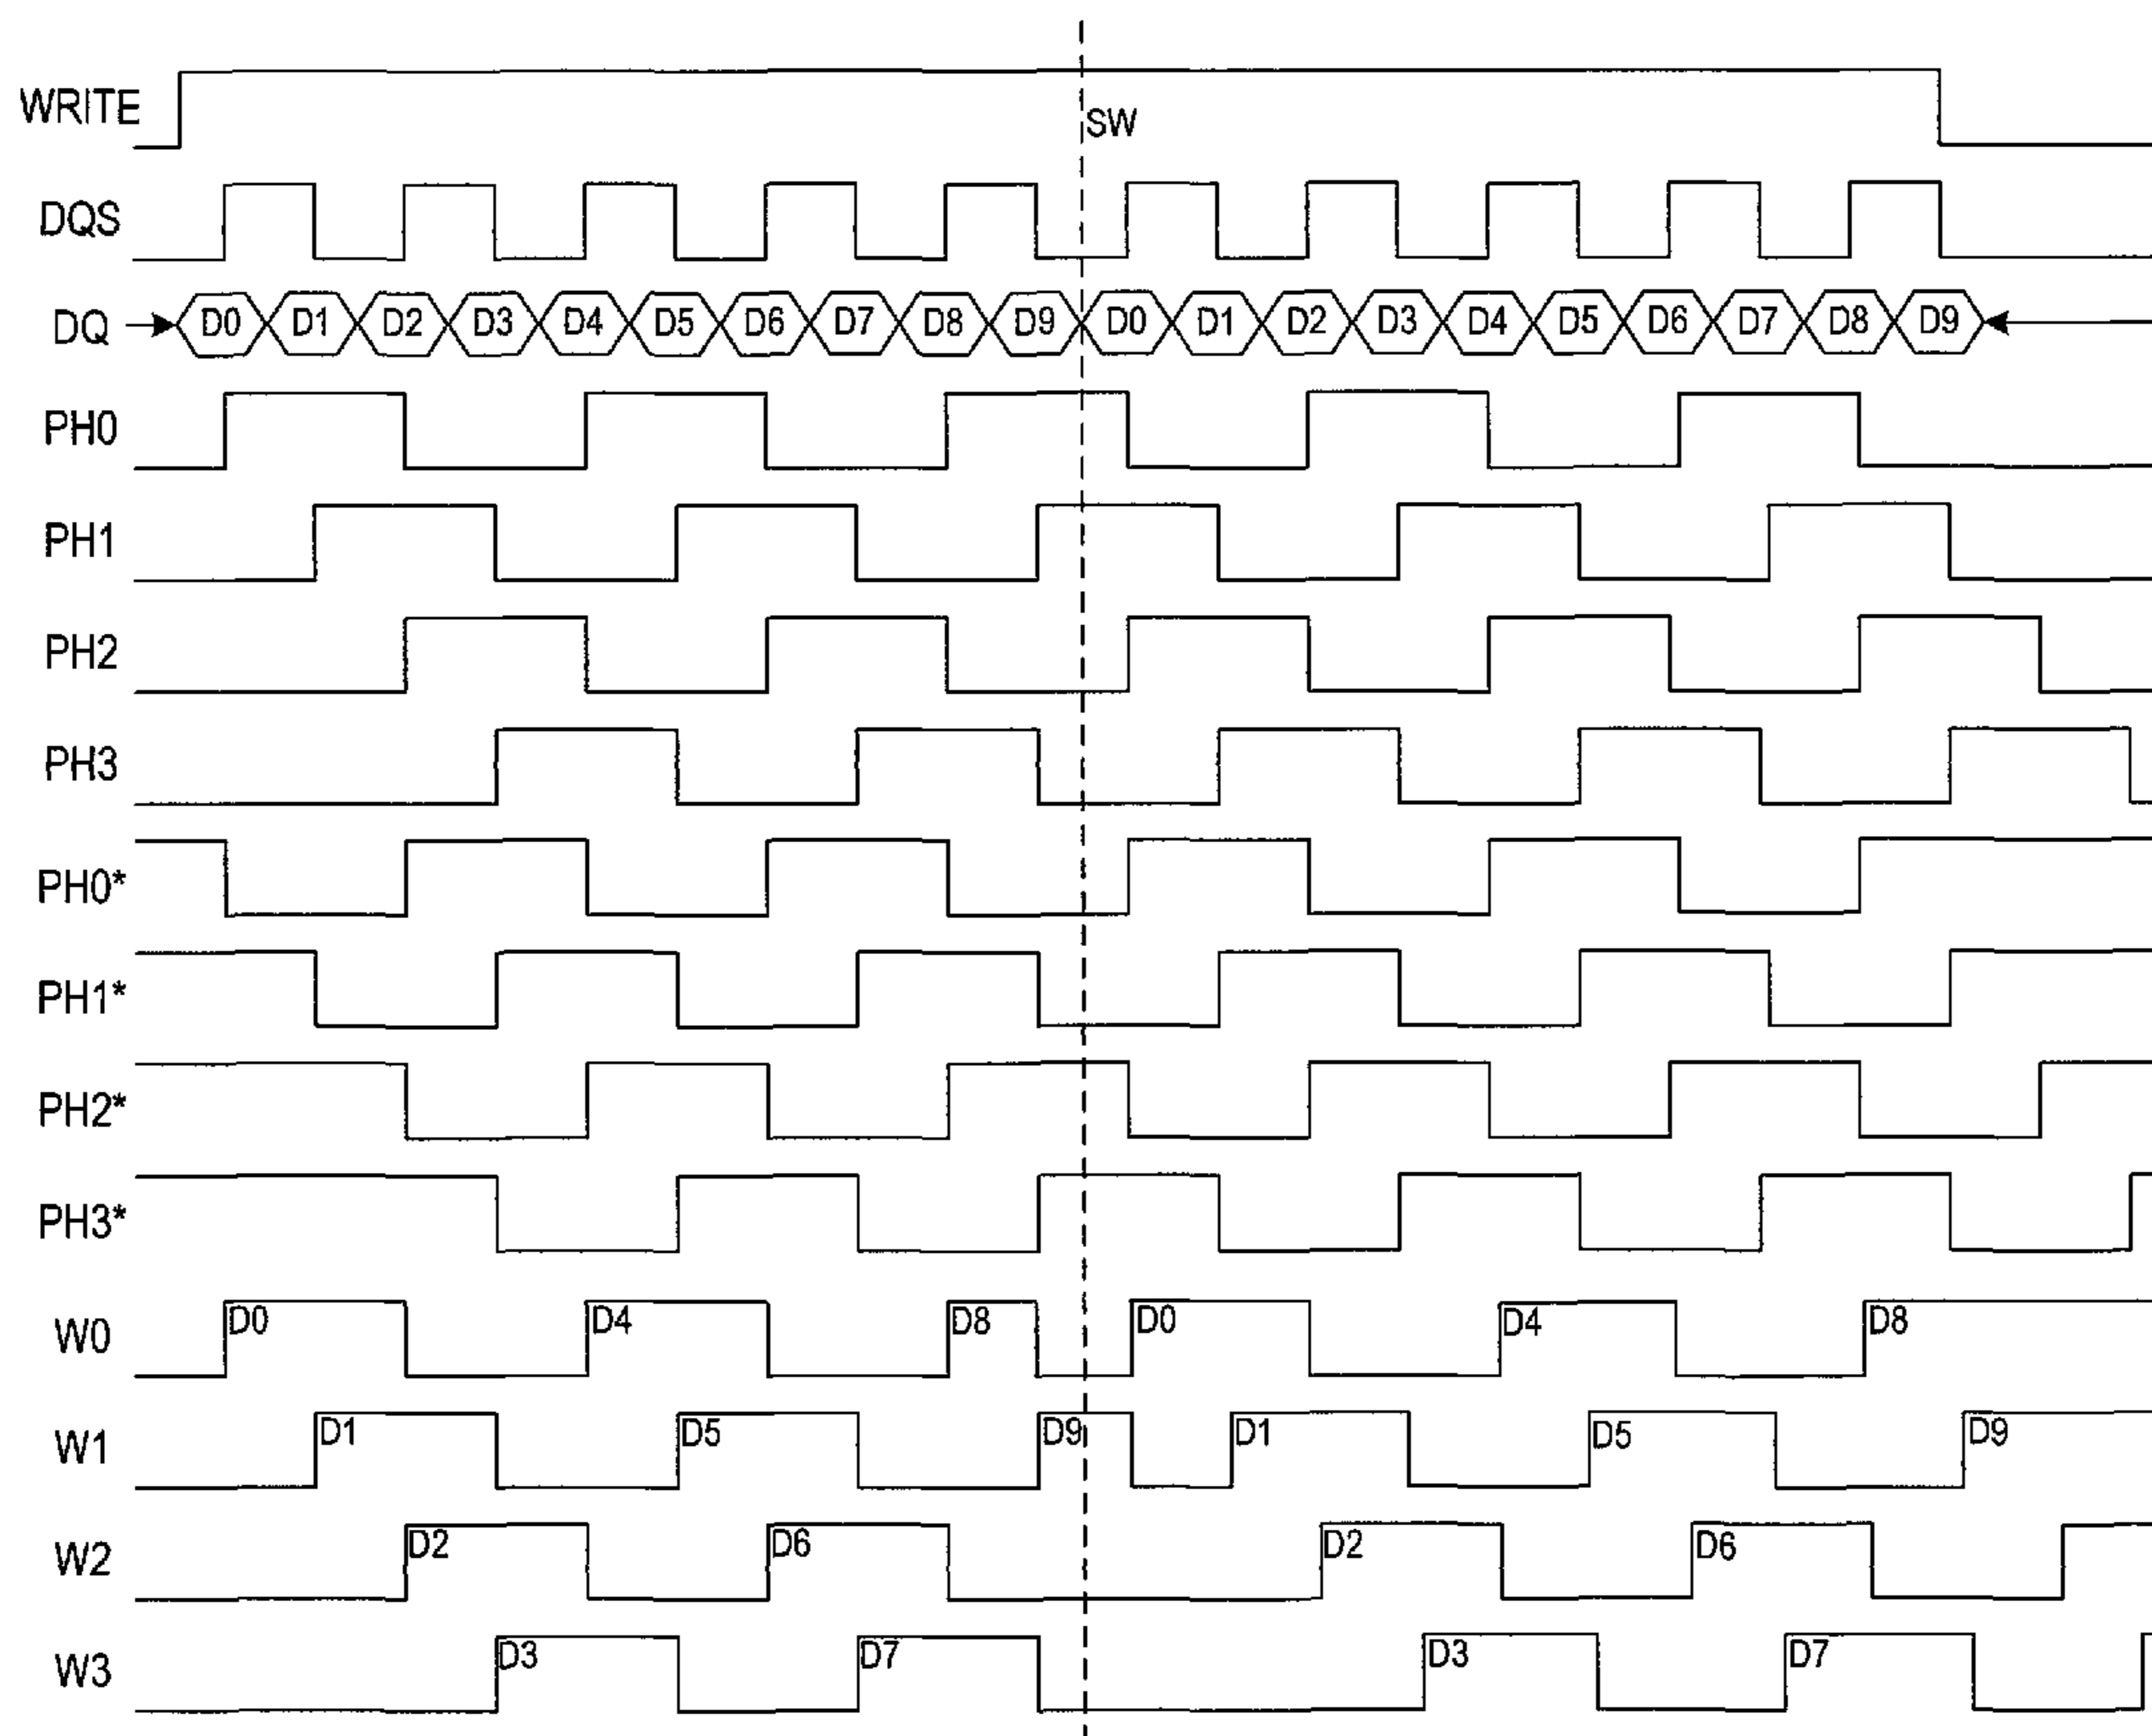 WRITE
SW
DQS
DQ D0 D1 D2 D3 D4 D5 D6 D7 D8 D9 D0 D1 D2 D3 D4 D5 D6 D7 D8 D9
PH0
PH1
PH2
PH3
PH0*
PH1*
PH2*
PH3*
W0 D0 D4 D8 D0 D4 D8
W1 D1 D5 D9 D1 D5 D9
W2 D2 D6 D2 D6
W3 D3 D7 D3 D7